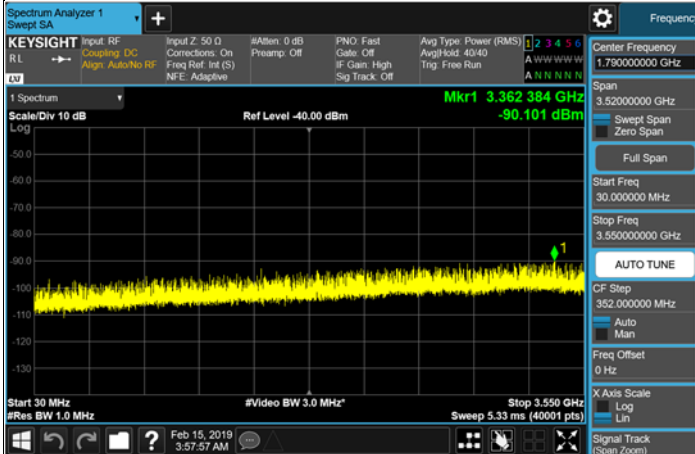 Spectrum Analyzer 1
Swept SA
+
Frequenc
KEYSIGHT
R L
LXI
Input: RF
Coupling: DC
Align: Auto/No RF
Input Z: 50 Ω
Corrections: On
Freq Ref: Int (S)
NFE: Adaptive
#Atten: 0 dB
Preamp: Off
PNO: Fast
Gate: Off
IF Gain: High
Sig Track: Off
Avg Type: Power (RMS)
Avg|Hold: 40/40
Trig: Free Run
1 2 3 4 5 6
A W W W W W
A N N N N N
1 Spectrum
Scale/Div 10 dB
Log
Ref Level -40.00 dBm
Mkr1 3.362 384 GHz
-90.101 dBm
-50.0
-60.0
-70.0
-80.0
-90.0
-100
-110
-120
-130
1
Start 30 MHz
#Res BW 1.0 MHz
#Video BW 3.0 MHz*
Stop 3.550 GHz
Sweep 5.33 ms (40001 pts)
Center Frequency
1.790000000 GHz
Span
3.52000000 GHz
Swept Span
Zero Span
Full Span
Start Freq
30.000000 MHz
Stop Freq
3.550000000 GHz
AUTO TUNE
CF Step
352.000000 MHz
Auto
Man
Freq Offset
0 Hz
X Axis Scale
Log
Lin
Signal Track
(Span Zoom)
?
Feb 15, 2019
3:57:57 AM